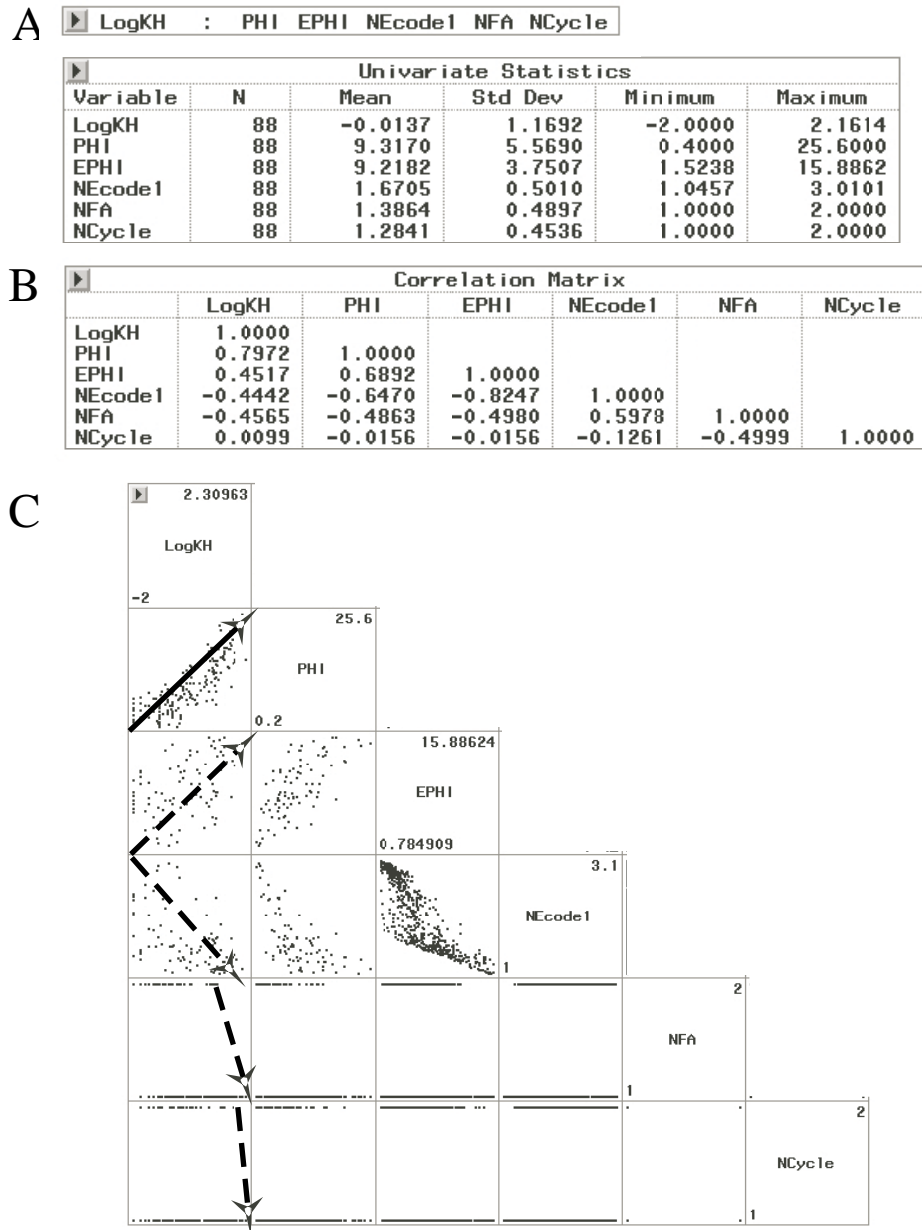 A
LogKH : PHI EPHI NEcode1 NFA NCycle
Univariate Statistics
Variable N Mean Std Dev Minimum Maximum
LogKH 88 -0.0137 1.1692 -2.0000 2.1614
PHI 88 9.3170 5.5690 0.4000 25.6000
EPHI 88 9.2182 3.7507 1.5238 15.8862
NEcode1 88 1.6705 0.5010 1.0457 3.0101
NFA 88 1.3864 0.4897 1.0000 2.0000
NCycle 88 1.2841 0.4536 1.0000 2.0000
B
Correlation Matrix
LogKH PHI EPHI NEcode1 NFA NCycle
LogKH 1.0000
PHI 0.7972 1.0000
EPHI 0.4517 0.6892 1.0000
NEcode1 -0.4442 -0.6470 -0.8247 1.0000
NFA -0.4565 -0.4863 -0.4980 0.5978 1.0000
NCycle 0.0099 -0.0156 -0.0156 -0.1261 -0.4999 1.0000
C
2.30963
LogKH
-2
25.6
PHI
0.2
15.88624
EPHI
0.784909
3.1
NEcode1
1
2
NFA
1
2
NCycle
1